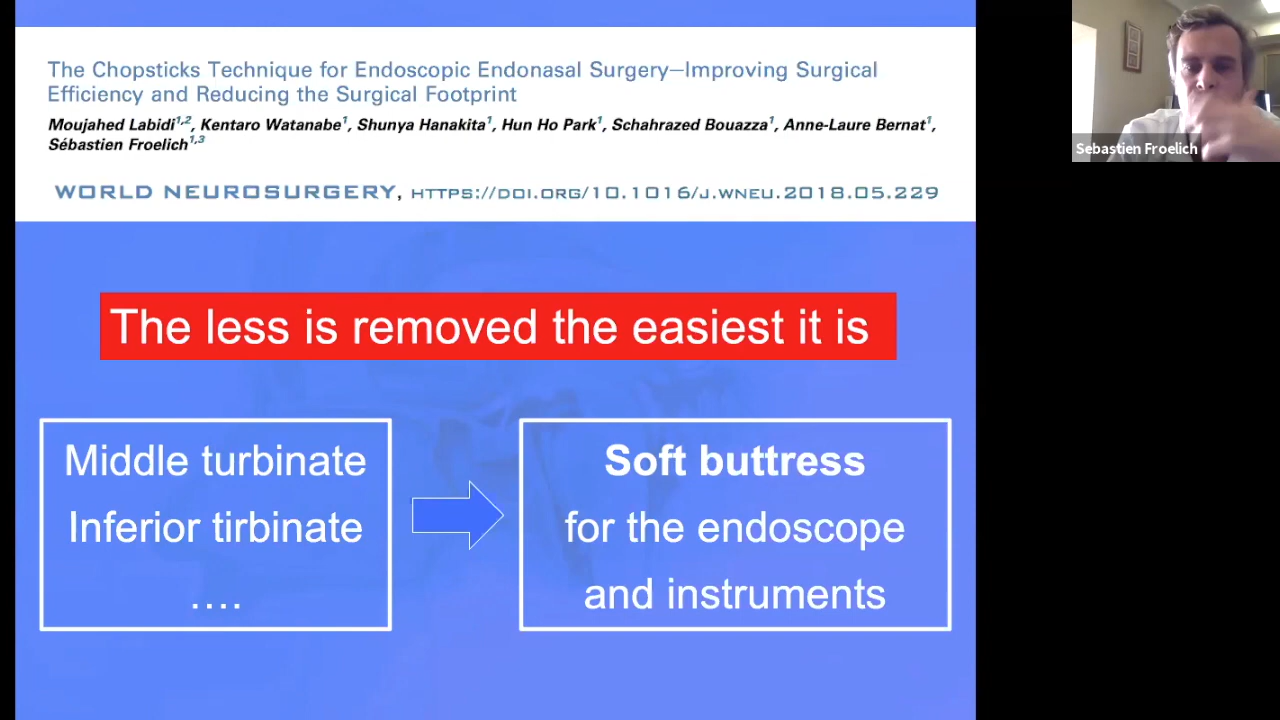 The Chopsticks Technique for Endoscopic Endonasal Surgery—Improving Surgical
Efficiency and Reducing the Surgical Footprint
Moujahed Labidi1,2, Kentaro Watanabe1, Shunya Hanakita1, Hun Ho Park1, Schahrazed Bouazza1, Anne-Laure Bernat1,
Sébastien Froelich1,3
WORLD NEUROSURGERY, HTTPS://DOI.ORG/10.1016/J.WNEU.2018.05.229
The less is removed the easiest it is
Middle turbinate
Inferior tirbinate
....
Soft buttress
for the endoscope
and instruments
Sebastien Froelich